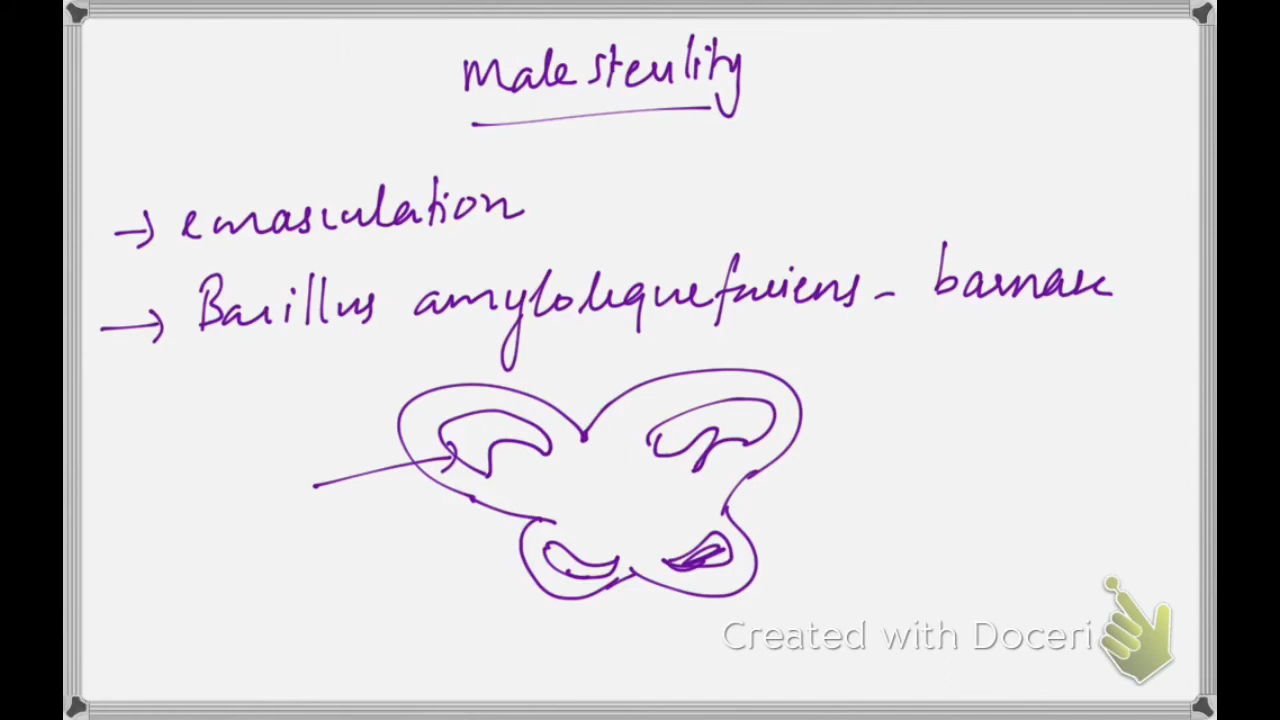 Male sterility
→ emasculation
→ Bacillus amyloliquefaciens - barnase
Created with Doceri